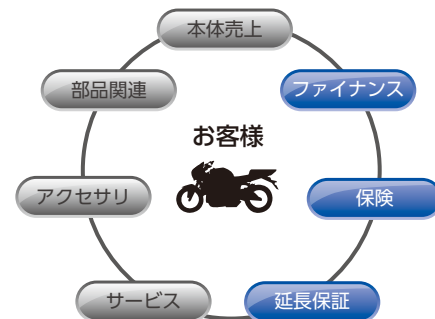 本体売上
部品関連
ファイナンス
お客様
アクセサリ
保険
サービス
延長保証